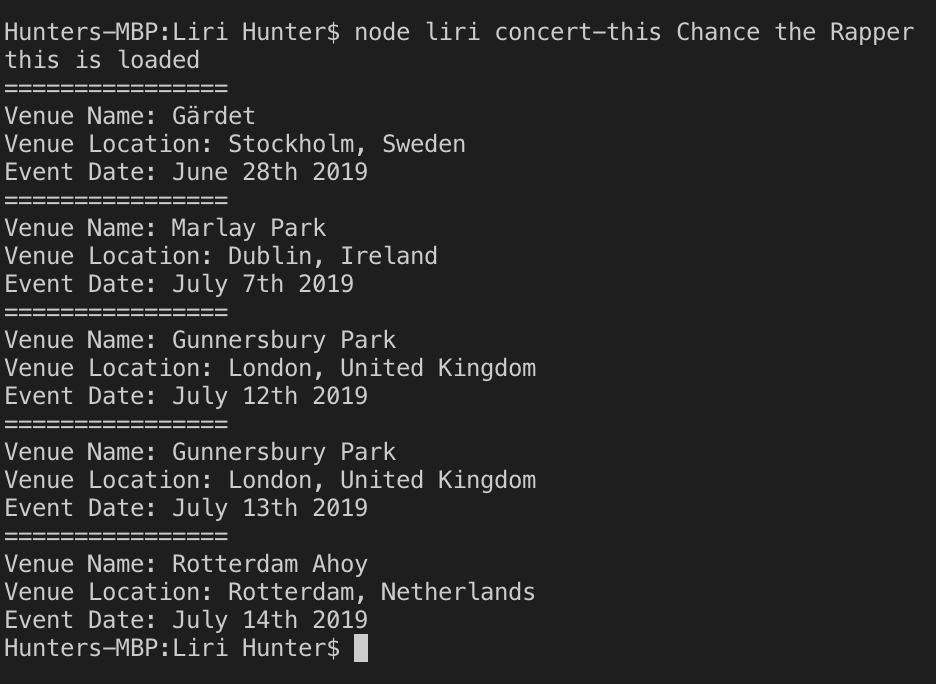 Hunters-MBP:Liri Hunter$ node liri concert-this Chance the Rapper
this is loaded
================
Venue Name: Gärdet
Venue Location: Stockholm, Sweden
Event Date: June 28th 2019
================
Venue Name: Marlay Park
Venue Location: Dublin, Ireland
Event Date: July 7th 2019
================
Venue Name: Gunnersbury Park
Venue Location: London, United Kingdom
Event Date: July 12th 2019
================
Venue Name: Gunnersbury Park
Venue Location: London, United Kingdom
Event Date: July 13th 2019
================
Venue Name: Rotterdam Ahoy
Venue Location: Rotterdam, Netherlands
Event Date: July 14th 2019
Hunters-MBP:Liri Hunter$